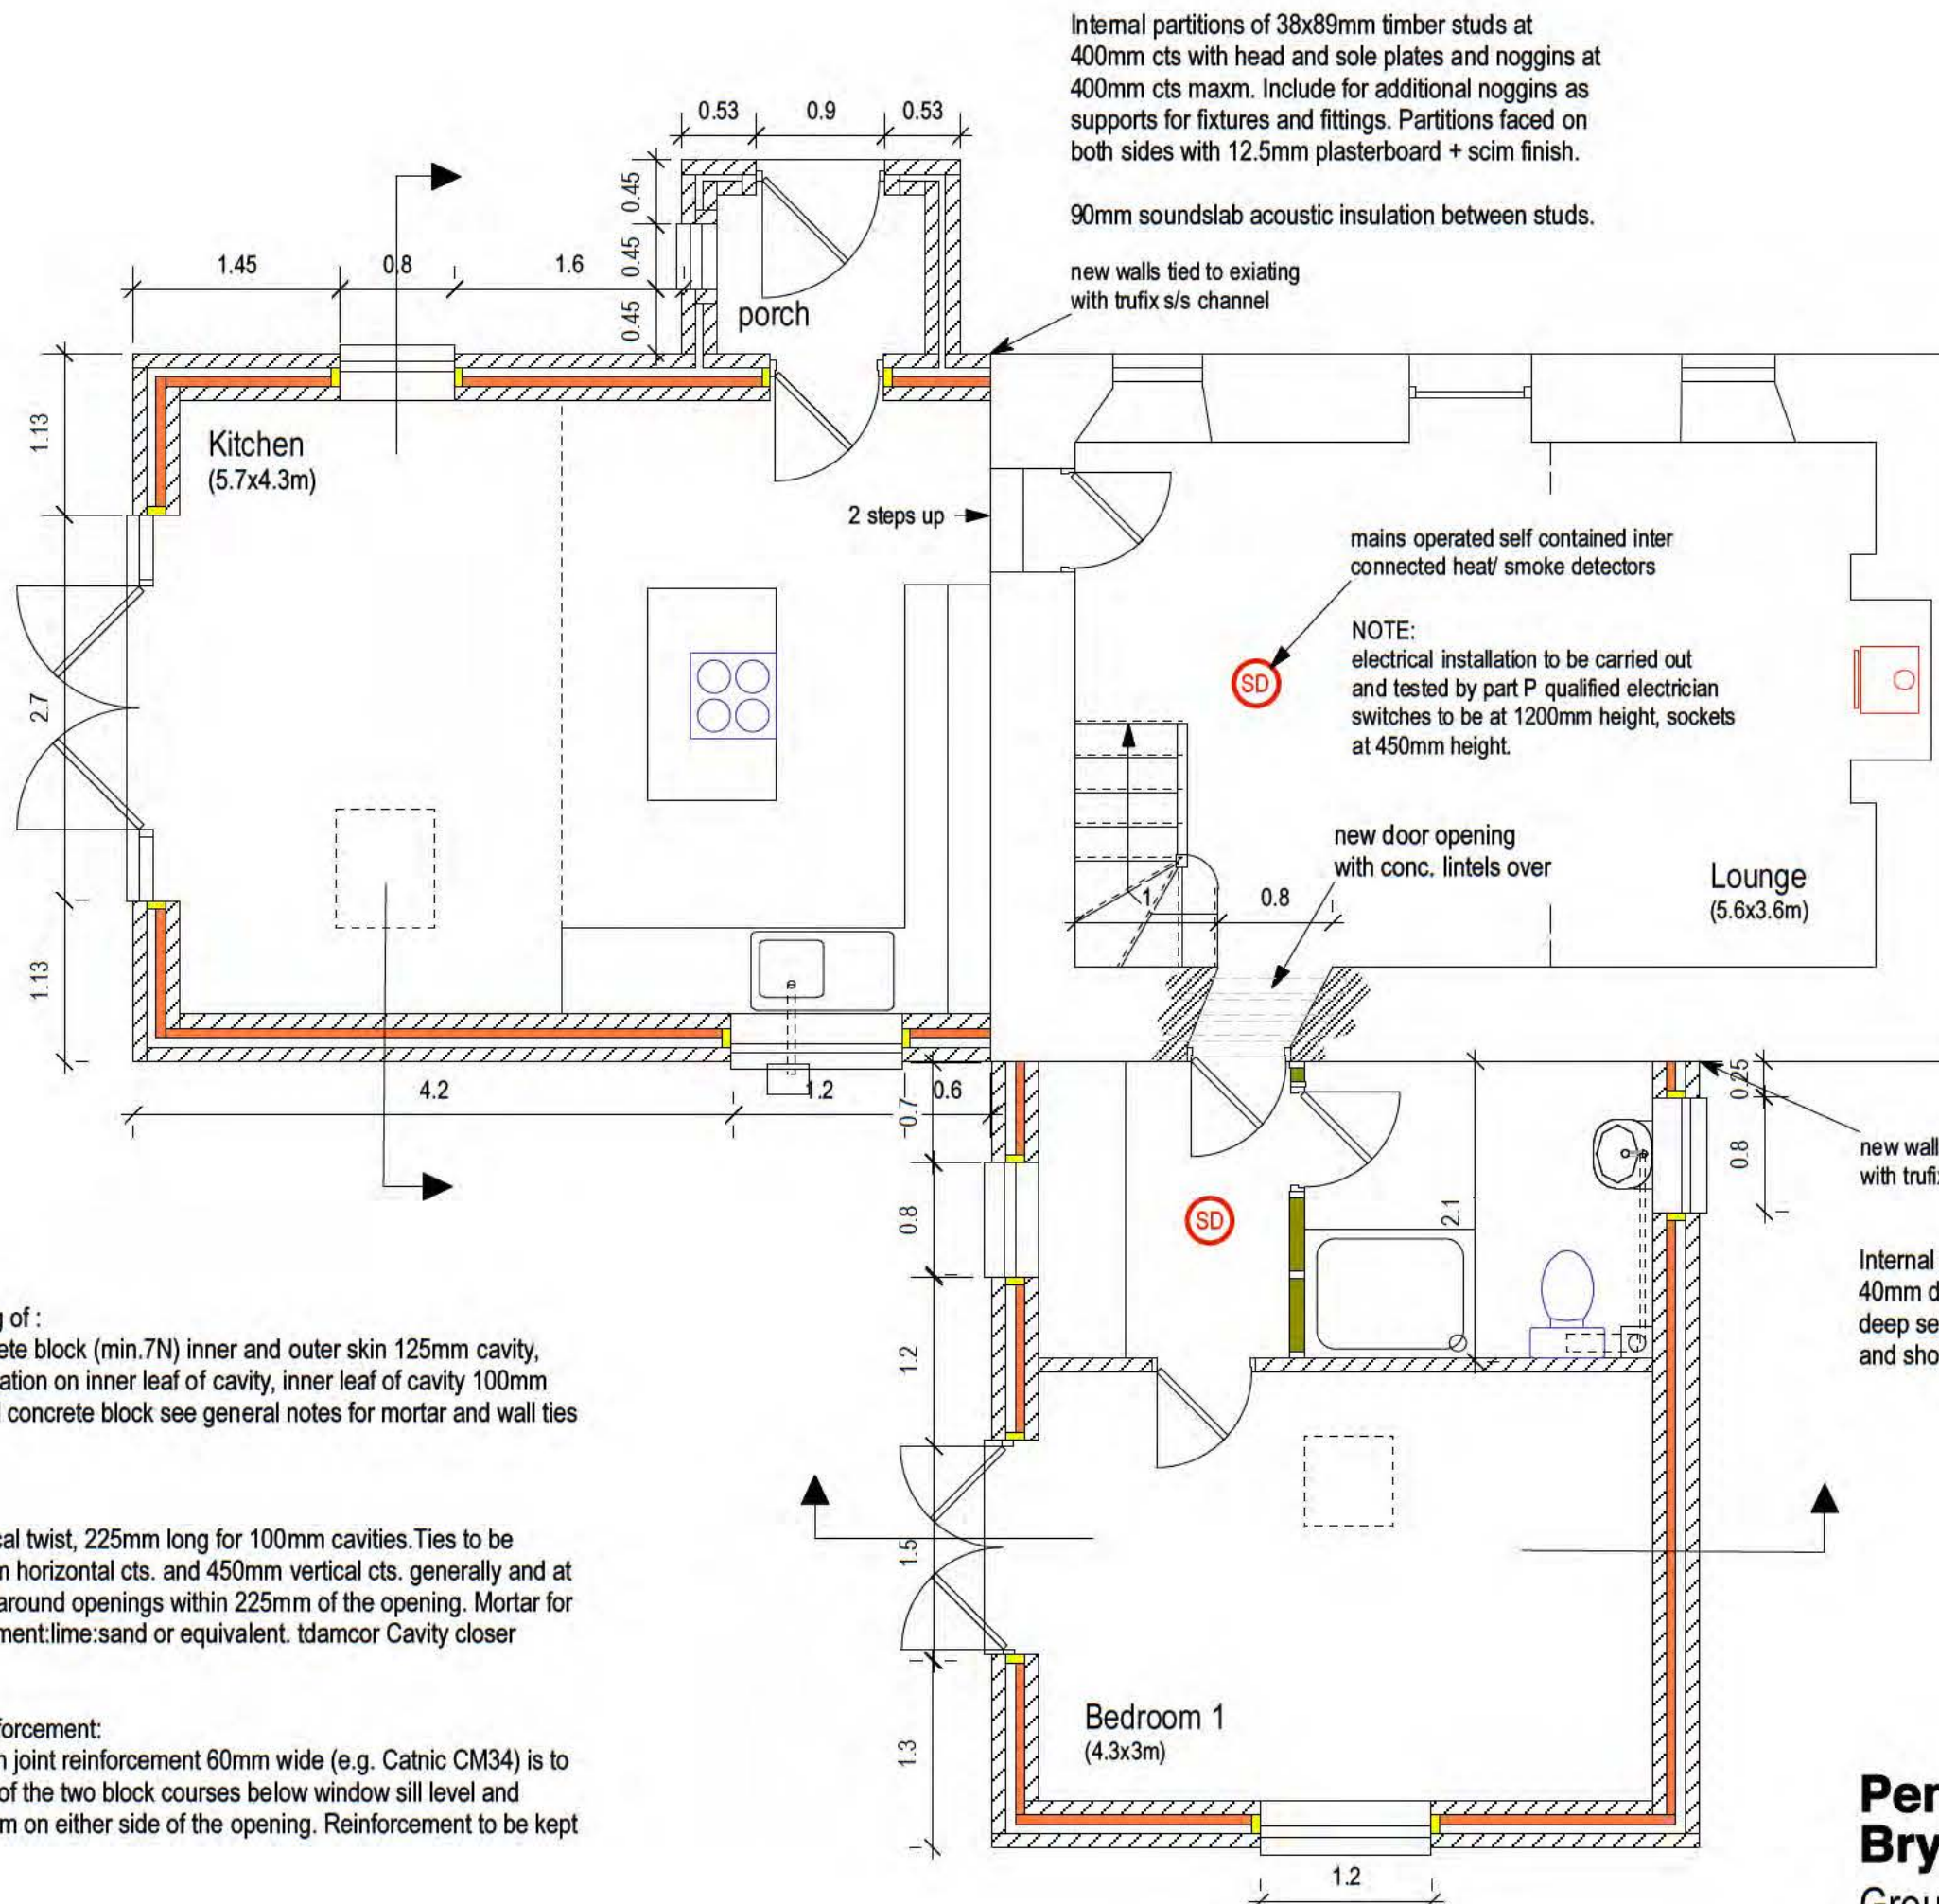 Internal partitions of 38x89mm timber studs at
400mm cts with head and sole plates and noggins at
400mm cts maxm. Include for additional noggins as
supports for fixtures and fittings. Partitions faced on
both sides with 12.5mm plasterboard + scim finish.
90mm soundslab acoustic insulation between studs.
new walls tied to exiating
with trufix s/s channel
0.53
0.9
0.53
0.45
0.45
0.45
1.45
0.8
1.6
porch
1.13
2.7
1.13
Kitchen
(5.7x4.3m)
2 steps up
mains operated self contained inter
connected heat/ smoke detectors
SD
NOTE:
electrical installation to be carried out
and tested by part P qualified electrician
switches to be at 1200mm height, sockets
at 450mm height.
new door opening
with conc. lintels over
1
0.8
Lounge
(5.6x3.6m)
4.2
1.2
0.6
0.7
0.8
1.2
1.5
1.3
SD
2.1
0.25
0.8
new wall
with trufix
Internal
40mm d
deep se
and sho
g of :
ete block (min.7N) inner and outer skin 125mm cavity,
ation on inner leaf of cavity, inner leaf of cavity 100mm
l concrete block see general notes for mortar and wall ties
cal twist, 225mm long for 100mm cavities.Ties to be
m horizontal cts. and 450mm vertical cts. generally and at
around openings within 225mm of the opening. Mortar for
ment:lime:sand or equivalent. tdamcor Cavity closer
forcement:
n joint reinforcement 60mm wide (e.g. Catnic CM34) is to
of the two block courses below window sill level and
m on either side of the opening. Reinforcement to be kept
Bedroom 1
(4.3x3m)
1.2
Pen
Bry
Grou